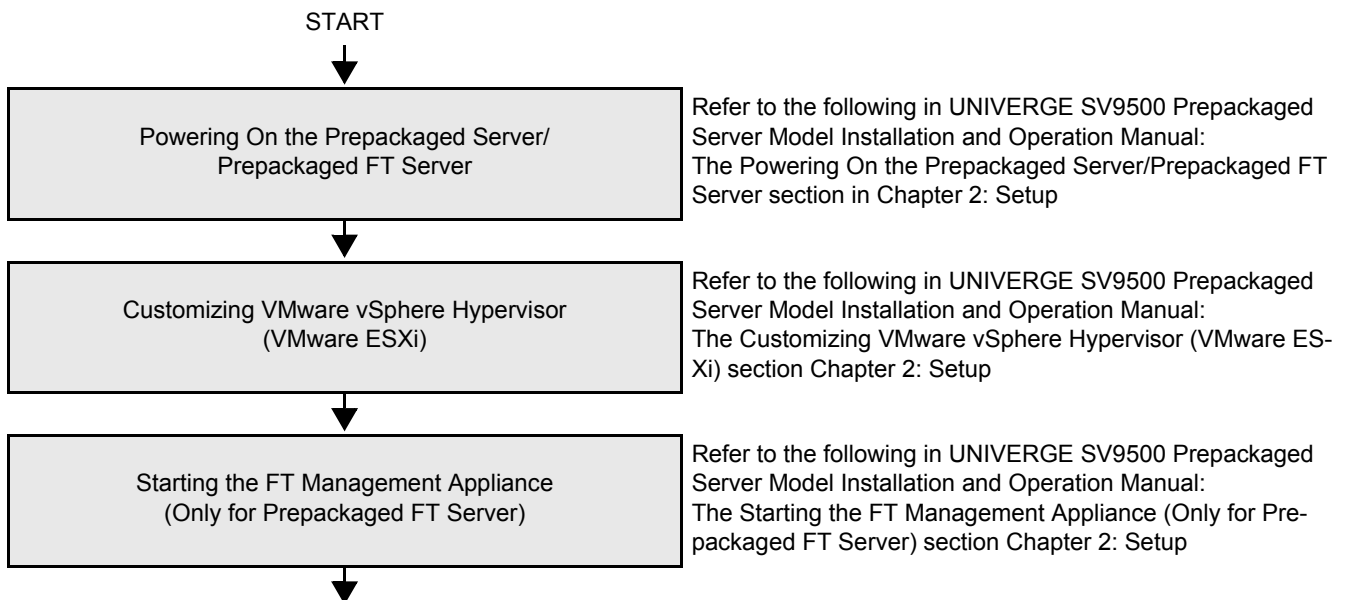 START
Powering On the Prepackaged Server/
Prepackaged FT Server
Refer to the following in UNIVERGE SV9500 Prepackaged
Server Model Installation and Operation Manual:
The Powering On the Prepackaged Server/Prepackaged FT
Server section in Chapter 2: Setup
Customizing VMware vSphere Hypervisor
(VMware ESXi)
Refer to the following in UNIVERGE SV9500 Prepackaged
Server Model Installation and Operation Manual:
The Customizing VMware vSphere Hypervisor (VMware ES-
Xi) section Chapter 2: Setup
Starting the FT Management Appliance
(Only for Prepackaged FT Server)
Refer to the following in UNIVERGE SV9500 Prepackaged
Server Model Installation and Operation Manual:
The Starting the FT Management Appliance (Only for Pre-
packaged FT Server) section Chapter 2: Setup